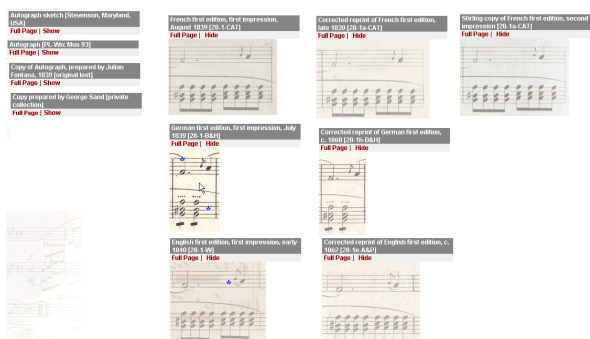 Autograph sketch [Stevenson, Maryland,
USA]
Full Page | Show
Autograph [PL-Wn: Mus 93]
Full Page | Show
Copy of Autograph, prepared by Julian
Fontana, 1839 [original lost]
Full Page | Show
Copy prepared by George Sand [private
collection]
Full Page | Show
French first edition, first impression,
August 1839 [28-1-CAT]
Full Page | Hide
Corrected reprint of French first edition,
late 1839 [28-1a-CAT]
Full Page | Hide
Stirling copy of French first edition, second
impression [28-1a-CAT]
Full Page | Hide
German first edition, first impression, July
1839 [28-1-B&H]
Full Page | Hide
Corrected reprint of German first edition,
c. 1868 [28-1b-B&H]
Full Page | Hide
English first edition, first impression, early
1840 [28-1-W]
Full Page | Hide
Corrected reprint of English first edition, c.
1862 [28-1e-A&P]
Full Page | Hide